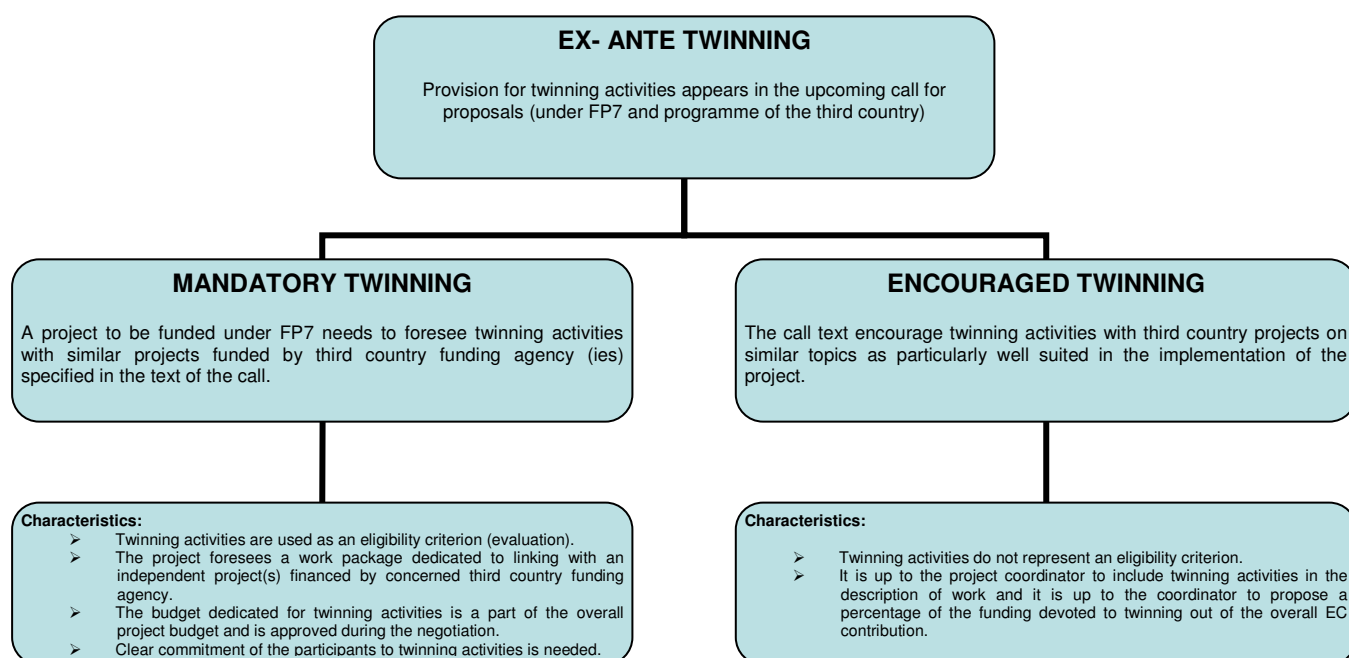 EX- ANTE TWINNING
Provision for twinning activities appears in the upcoming call for
proposals (under FP7 and programme of the third country)
MANDATORY TWINNING
A project to be funded under FP7 needs to foresee twinning activities
with similar projects funded by third country funding agency (ies)
specified in the text of the call.
ENCOURAGED TWINNING
The call text encourage twinning activities with third country projects on
similar topics as particularly well suited in the implementation of the
project.
Characteristics:
➢ Twinning activities are used as an eligibility criterion (evaluation).
➢ The project foresees a work package dedicated to linking with an
independent project(s) financed by concerned third country funding
agency.
➢ The budget dedicated for twinning activities is a part of the overall
project budget and is approved during the negotiation.
➢ Clear commitment of the participants to twinning activities is needed.
Characteristics:
➢ Twinning activities do not represent an eligibility criterion.
➢ It is up to the project coordinator to include twinning activities in the
description of work and it is up to the coordinator to propose a
percentage of the funding devoted to twinning out of the overall EC
contribution.